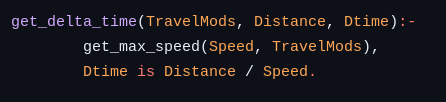 get_delta_time(TravelMods, Distance, Dtime):-
        get_max_speed(Speed, TravelMods),
        Dtime is Distance / Speed.